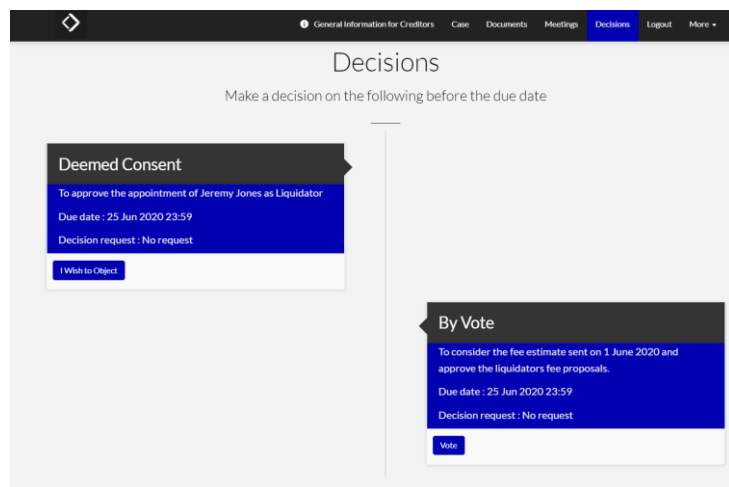 General Information for Creditors Case Documents Meetings Decisions Logout More
Decisions
Make a decision on the following before the due date
Deemed Consent
To approve the appointment of Jeremy Jones as Liquidator
Due date : 25 Jun 2020 23:59
Decision request : No request
I Wish to Object
By Vote
To consider the fee estimate sent on 1 June 2020 and
approve the liquidators fee proposals.
Due date : 25 Jun 2020 23:59
Decision request : No request
Vote